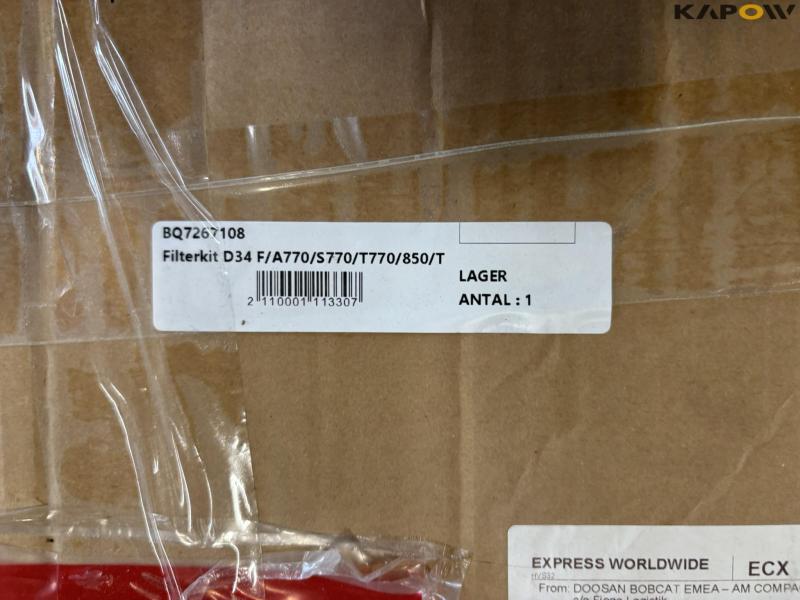 KAPOW
BQ7267108
Filterkit D34 F/A770/S770/T770/850/T
LAGER
2 110001 113307
ANTAL : 1
EXPRESS WORLDWIDE
ECX
From: DOOSAN BOBCAT EMEA – AM COMPA